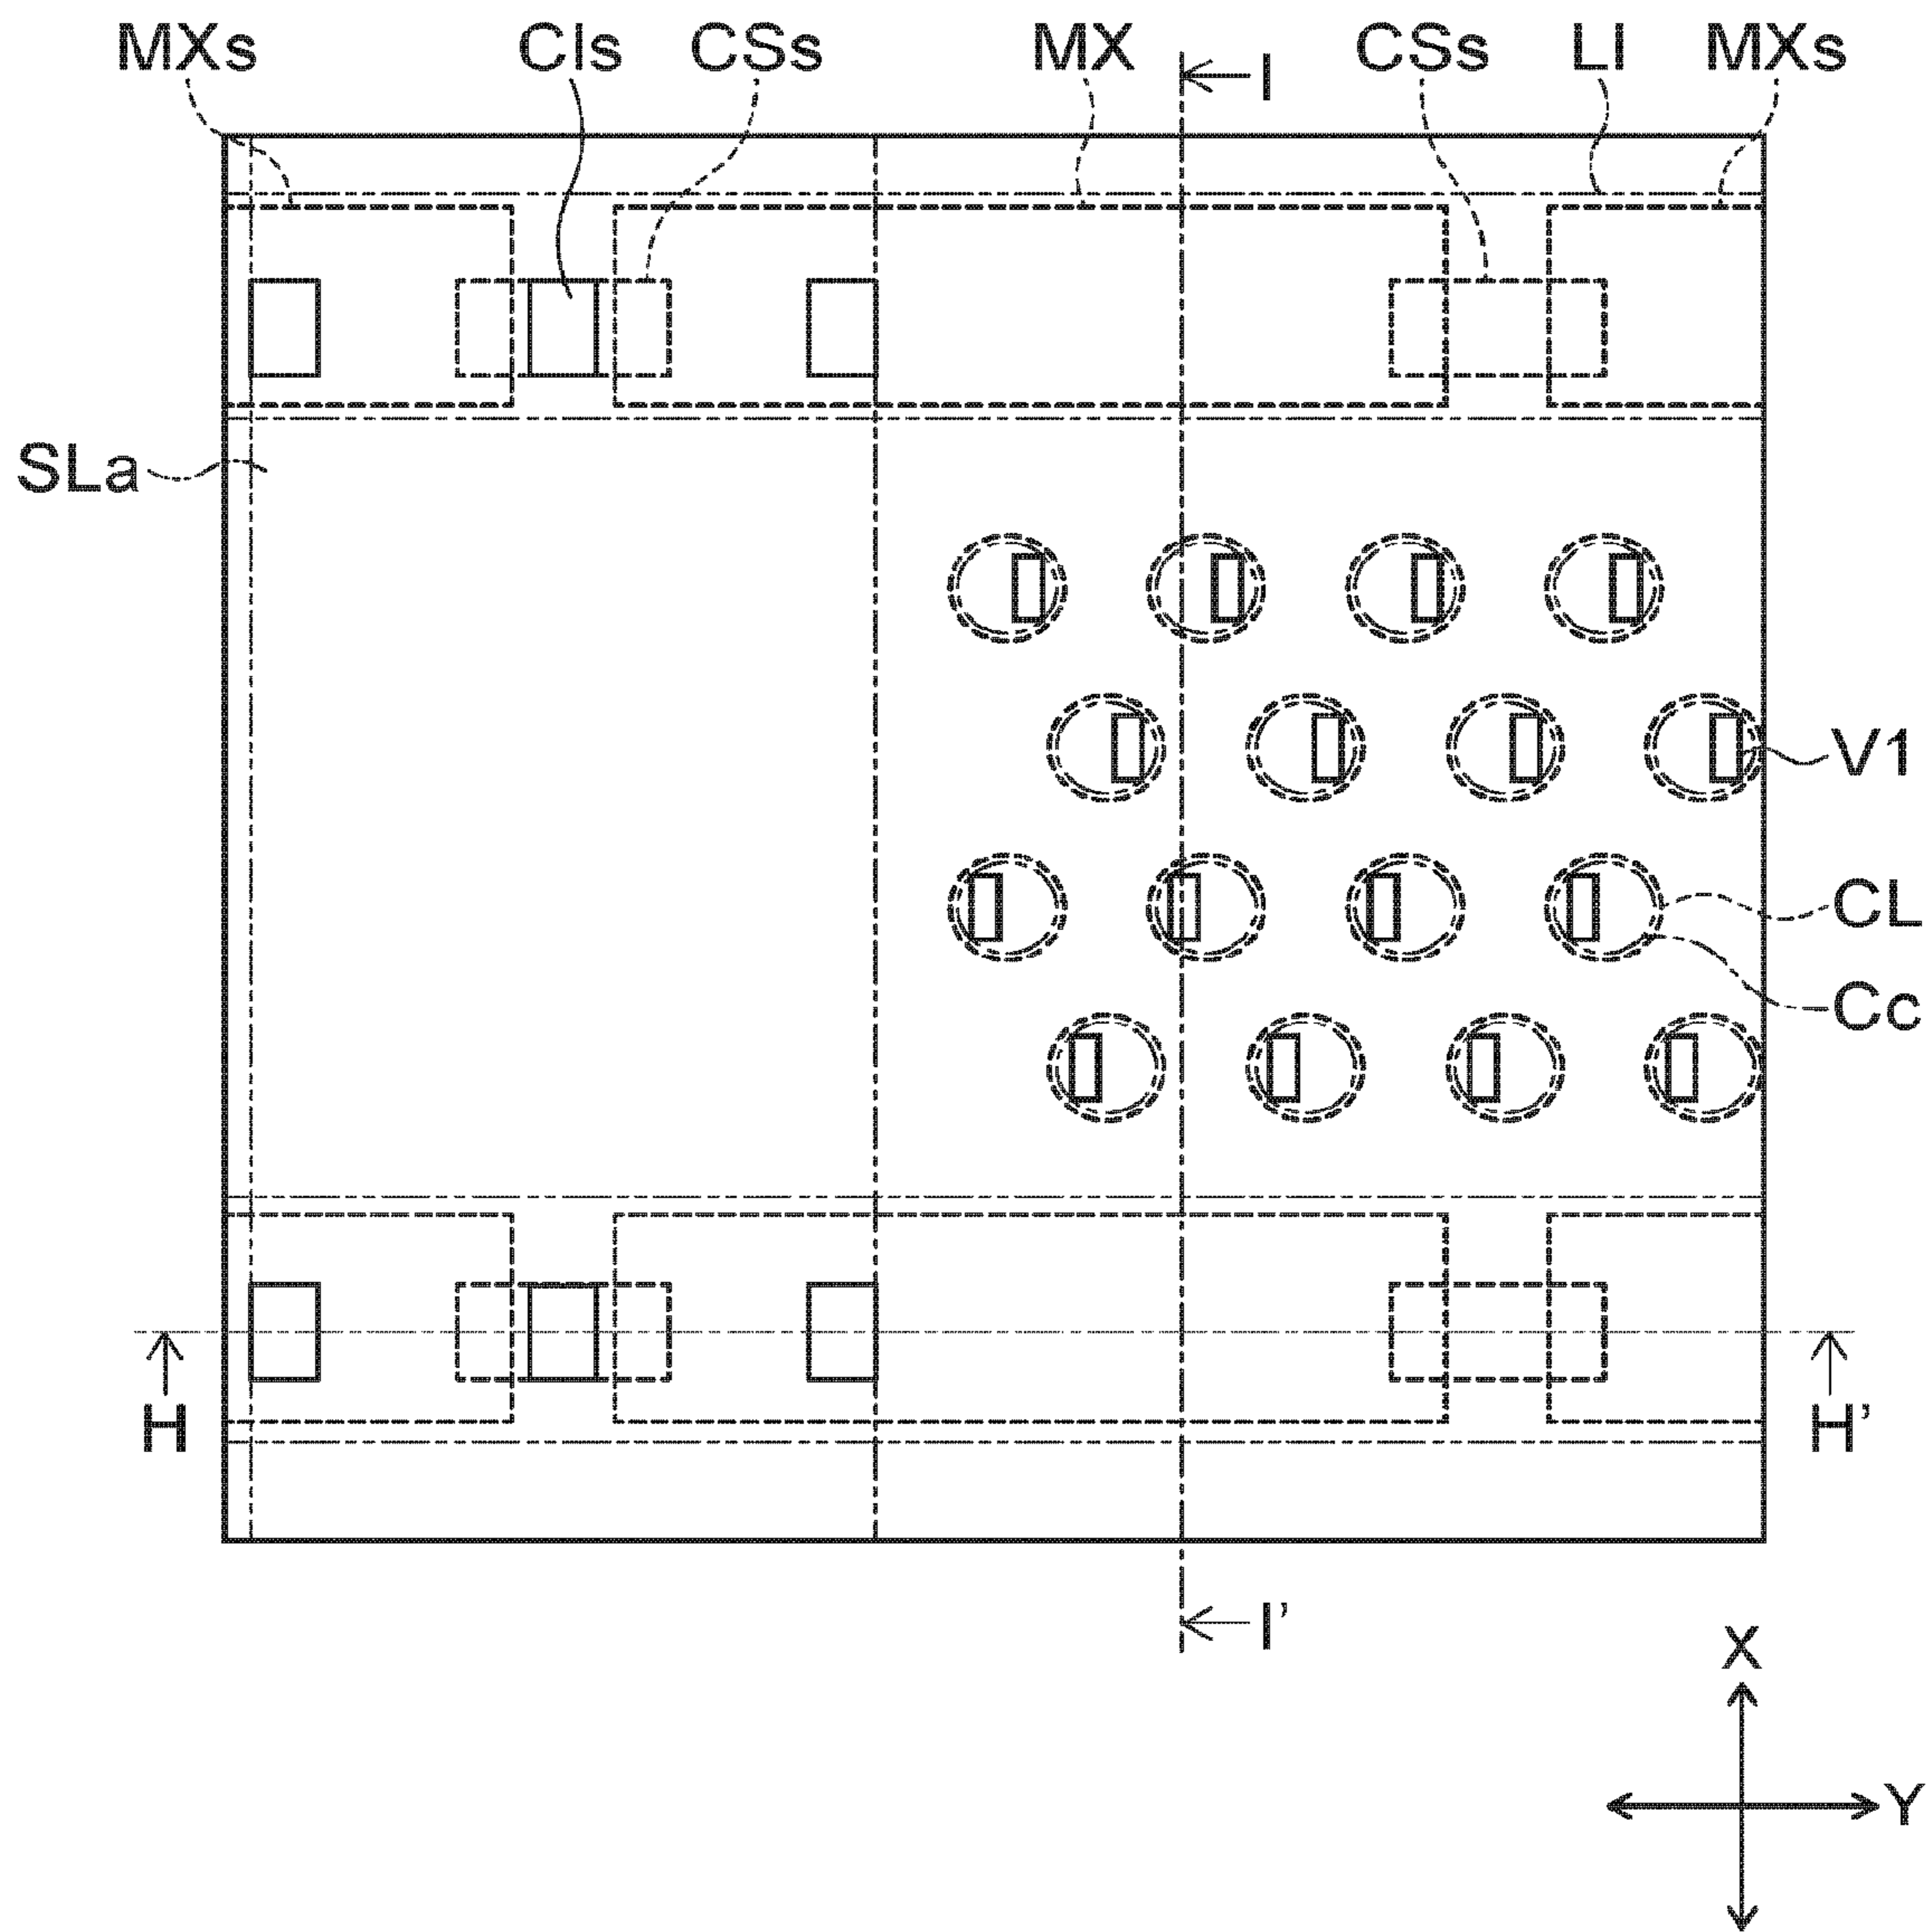 MXs CIs CSs MX CSs LI MXs
I
SLa
V1
CL
Cc
H H’
I’
X
Y